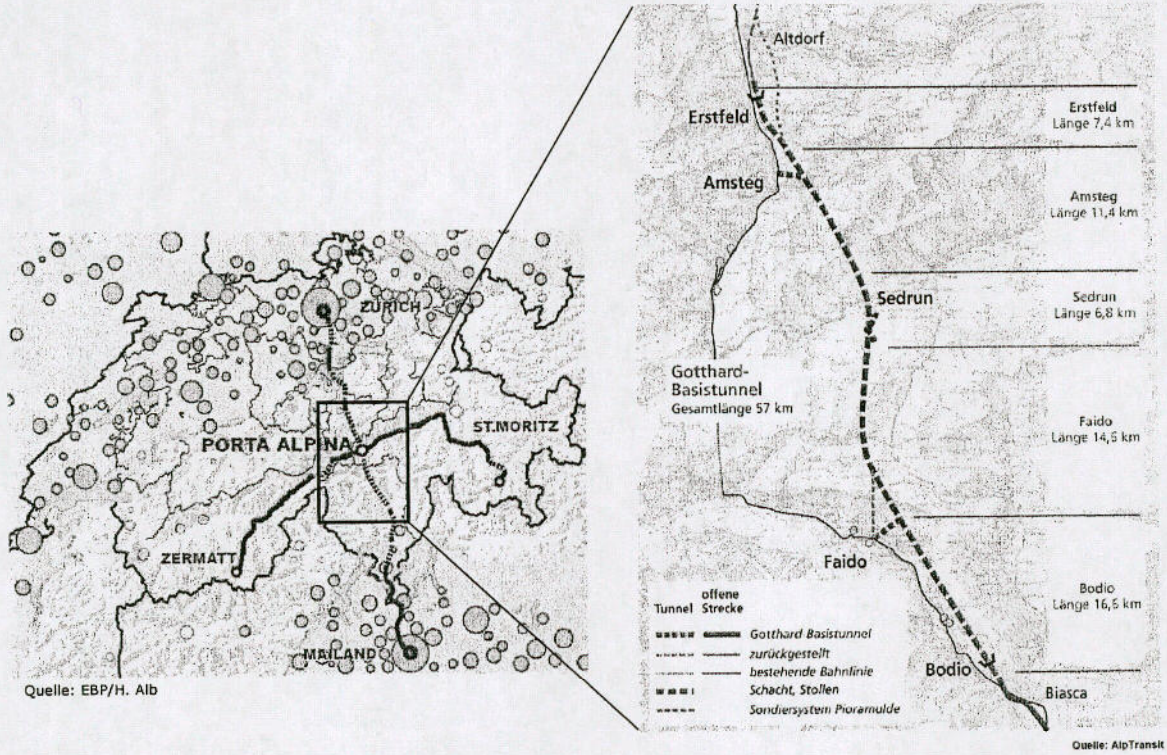 ZÜRICH
PORTA ALPINA
ST.MORITZ
ZERMATT
MAILAND
Quelle: EBP/H. Alb
Altdorf
Erstfeld
Amsteg
Sedrun
Gotthard-
Basistunnel
Gesamtlänge 57 km
Faido
Bodio
Biasca
Erstfeld
Länge 7,4 km
Amsteg
Länge 11,4 km
Sedrun
Länge 6,8 km
Faido
Länge 14,6 km
Bodio
Länge 16,6 km
Tunnel offene Strecke
Gotthard Basistunnel
zurückgestellt
bestehende Bahnlinie
Schacht, Stollen
Sondiersystem Pioramulde
Quelle: AlpTransit